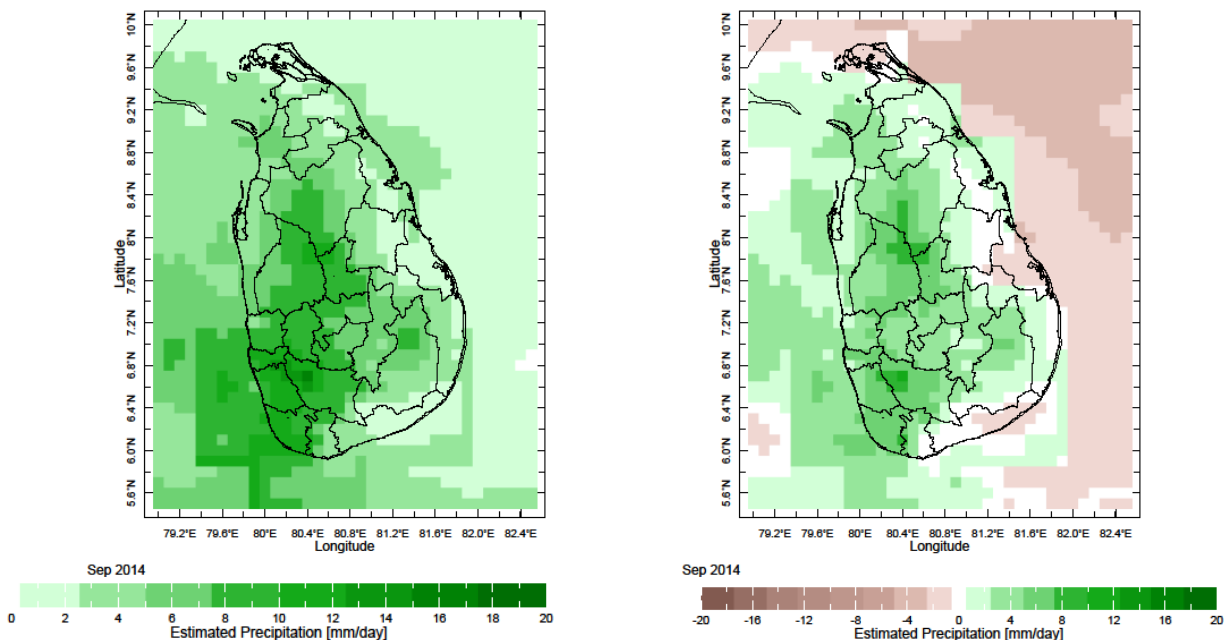 10°N
9.6°N
9.2°N
8.8°N
8.4°N
8°N
7.6°N
7.2°N
6.8°N
6.4°N
6.0°N
5.6°N
Latitude
79.2°E 79.6°E 80°E 80.4°E 80.8°E 81.2°E 81.6°E 82.0°E 82.4°E
Longitude
Sep 2014
0 2 4 6 8 10 12 14 16 18 20
Estimated Precipitation [mm/day]
10°N
9.6°N
9.2°N
8.8°N
8.4°N
8°N
7.6°N
7.2°N
6.8°N
6.4°N
6.0°N
5.6°N
Latitude
79.2°E 79.6°E 80°E 80.4°E 80.8°E 81.2°E 81.6°E 82.0°E 82.4°E
Longitude
Sep 2014
-20 -16 -12 -8 -4 0 4 8 12 16 20
Estimated Precipitation [mm/day]